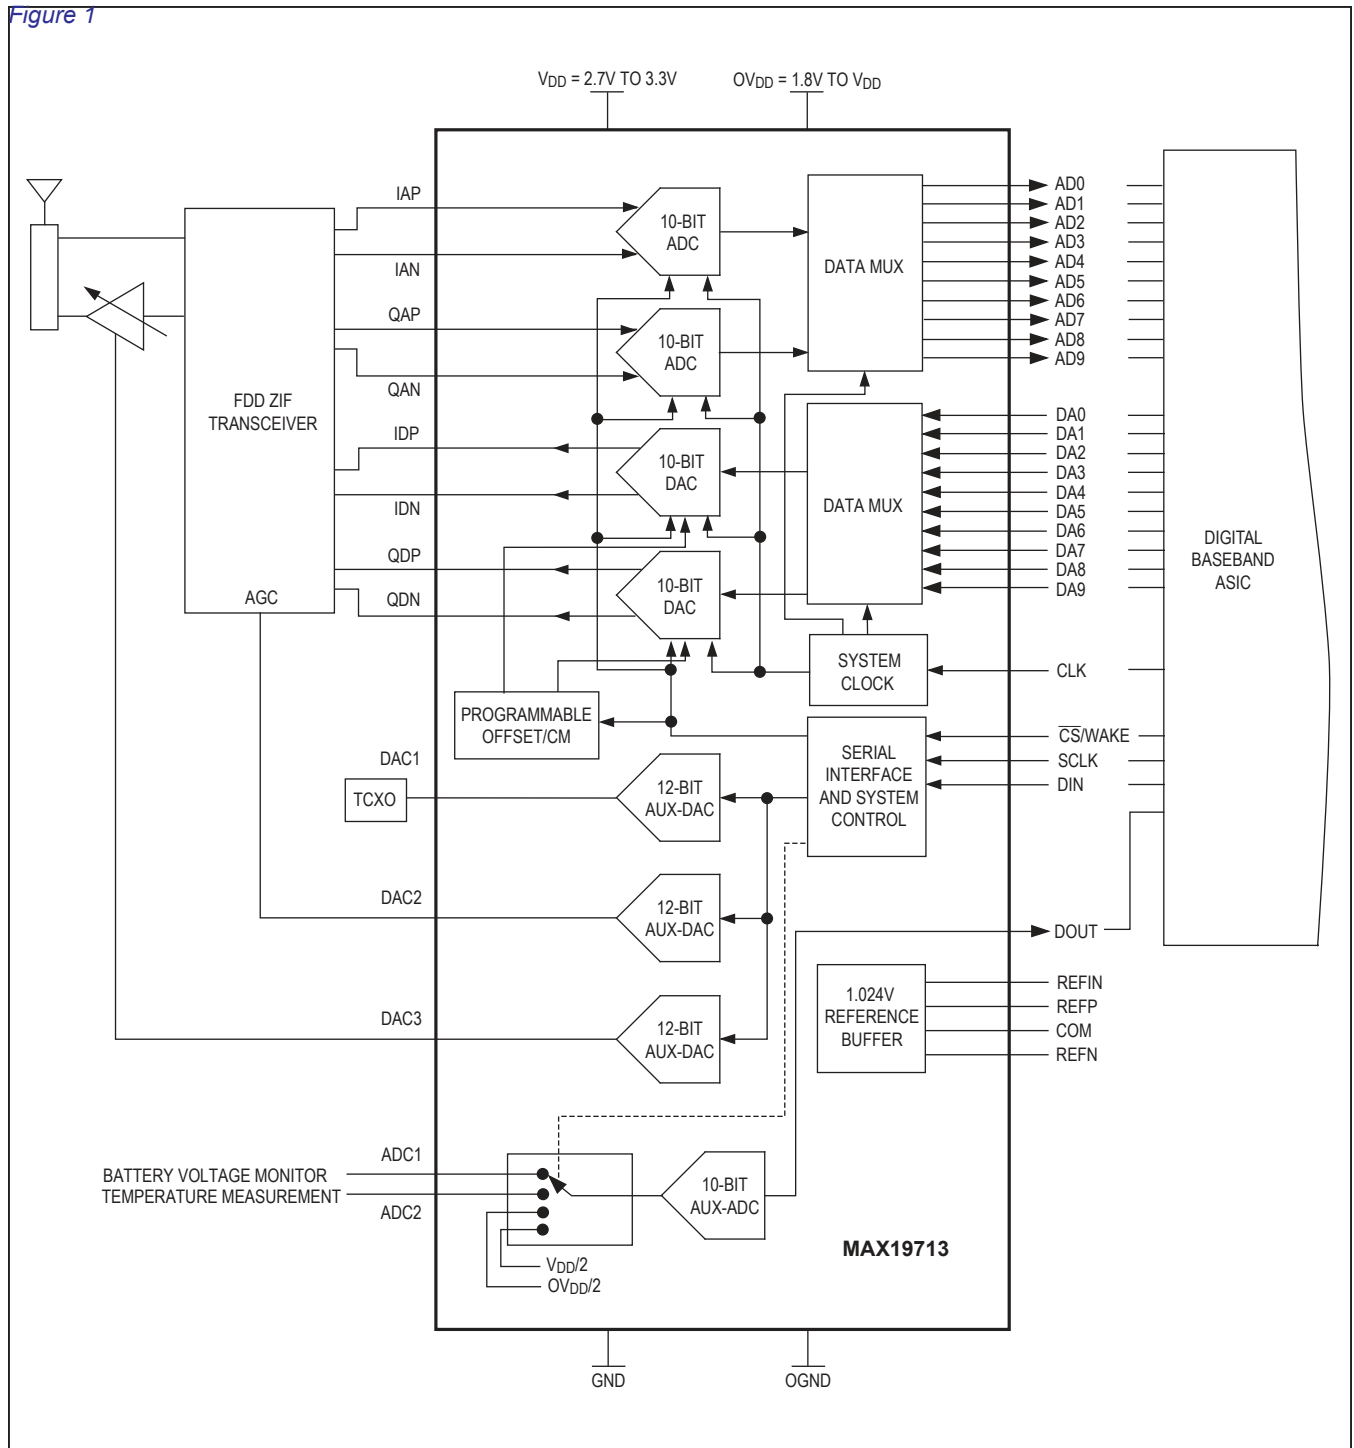 Figure 1
VDD = 2.7V TO 3.3V
OVDD = 1.8V TO VDD
IAP
IAN
QAP
QAN
IDP
IDN
QDP
QDN
FDD ZIF
TRANSCEIVER
AGC
10-BIT
ADC
10-BIT
ADC
10-BIT
DAC
10-BIT
DAC
DATA MUX
DATA MUX
AD0
AD1
AD2
AD3
AD4
AD5
AD6
AD7
AD8
AD9
DA0
DA1
DA2
DA3
DA4
DA5
DA6
DA7
DA8
DA9
DIGITAL
BASEBAND
ASIC
SYSTEM
CLOCK
CLK
PROGRAMMABLE
OFFSET/CM
SERIAL
INTERFACE
AND SYSTEM
CONTROL
CS/WAKE
SCLK
DIN
DAC1
TCXO
12-BIT
AUX-DAC
DAC2
12-BIT
AUX-DAC
DOUT
DAC3
12-BIT
AUX-DAC
1.024V
REFERENCE
BUFFER
REFIN
REFP
COM
REFN
ADC1
BATTERY VOLTAGE MONITOR
TEMPERATURE MEASUREMENT
ADC2
10-BIT
AUX-ADC
VDD/2
OVDD/2
MAX19713
GND
OGND